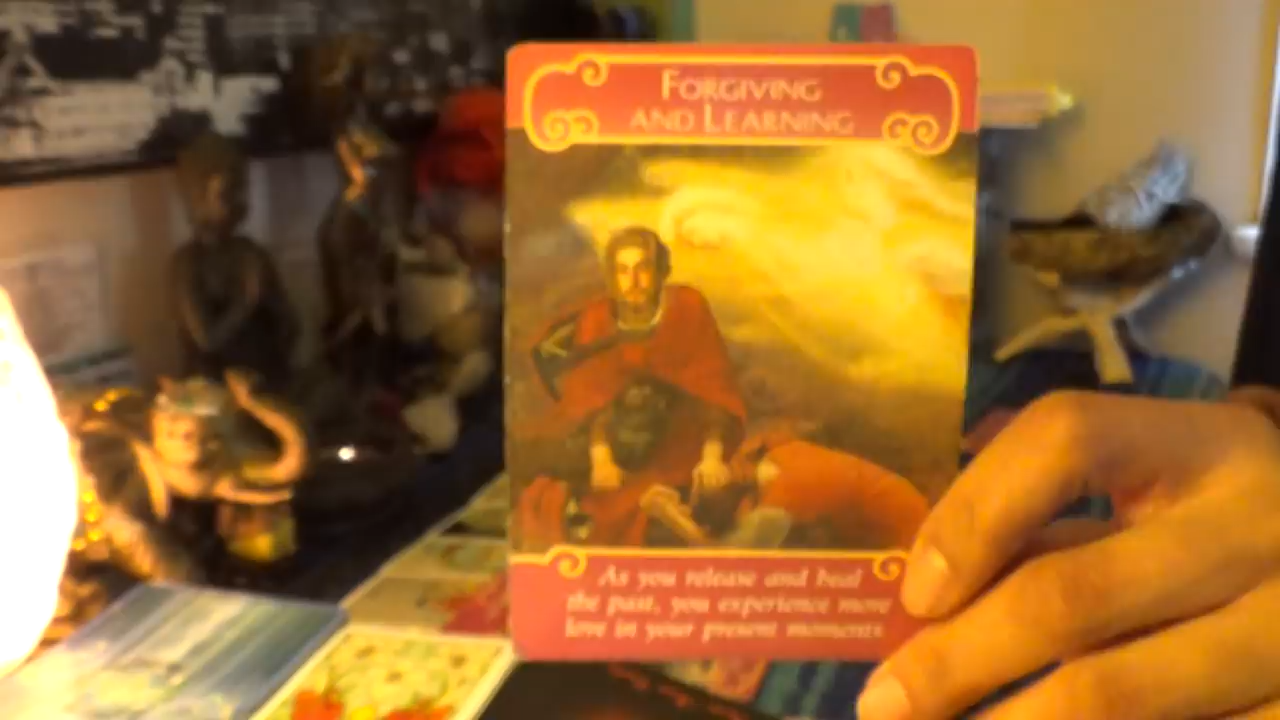 FORGIVING
AND LEARNING
As you release and heal
the past, you experience more
love in your present moments